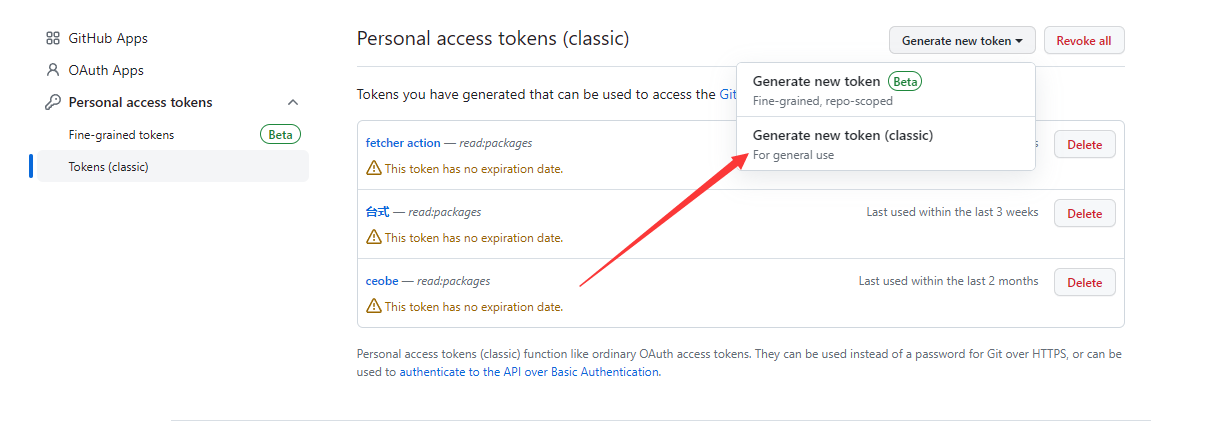 GitHub Apps
OAuth Apps
Personal access tokens
Fine-grained tokens Beta
Tokens (classic)
Personal access tokens (classic)
Generate new token
Revoke all
Generate new token Beta
Fine-grained, repo-scoped
Generate new token (classic)
For general use
Tokens you have generated that can be used to access the Git
fetcher action — read:packages
Delete
This token has no expiration date.
台式 — read:packages
Last used within the last 3 weeks
Delete
This token has no expiration date.
ceobe — read:packages
Last used within the last 2 months
Delete
This token has no expiration date.
Personal access tokens (classic) function like ordinary OAuth access tokens. They can be used instead of a password for Git over HTTPS, or can be
used to authenticate to the API over Basic Authentication.